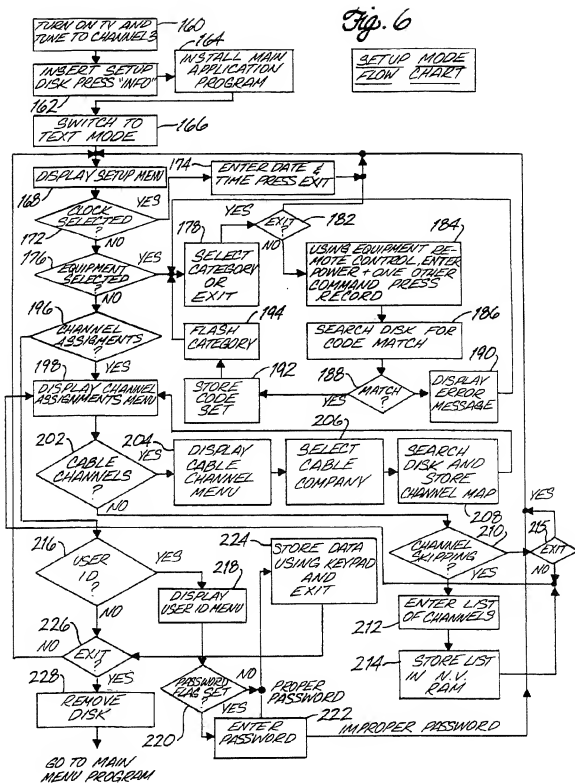 Fig. 6
SETUP MODE
FLOW CHART
TURN ON TV AND
TUNE TO CHANNEL 3
160
INSERT SETUP
DISK PRESS "INFO"
162
164
INSTALL MAIN
APPLICATION
PROGRAM
SWITCH TO
TEXT MODE
166
DISPLAY SETUP MENU
168
CLOCK
SELECTED
?
172
YES
NO
174
ENTER DATE &
TIME PRESS EXIT
176
EQUIPMENT
SELECTED
?
YES
NO
178
SELECT
CATEGORY
OR
EXIT
YES
EXIT
?
NO
182
184
USING EQUIPMENT RE-
MOTE CONTROL, ENTER
POWER + ONE OTHER
COMMAND PRESS
RECORD
SEARCH DISK FOR
CODE MATCH
186
188
MATCH
?
YES
NO
190
DISPLAY
ERROR
MESSAGE
192
STORE
CODE SET
194
FLASH
CATEGORY
196
CHANNEL
ASSIGMENTS
?
YES
198
DISPLAY CHANNEL
ASSIGNMENTS MENU
202
CABLE
CHANNELS
?
YES
NO
204
DISPLAY
CABLE
CHANNEL
MENU
206
SELECT
CABLE
COMPANY
SEARCH
DISK AND
STORE
CHANNEL MAP
208
210
CHANNEL
SKIPPING
?
YES
NO
215
EXIT
?
YES
NO
212
ENTER LIST
OF CHANNELS
214
STORE LIST
IN N.V.
RAM
216
USER
ID
?
YES
NO
218
DISPLAY
USER ID MENU
224
STORE DATA
USING KEYPAD
AND
EXIT
220
PASSWORD
FLAG SET
?
NO
YES
PROPER
PASSWORD
222
ENTER
PASSWORD
IMPROPER PASSWORD
226
EXIT
?
NO
YES
228
REMOVE
DISK
GO TO MAIN
MENU PROGRAM